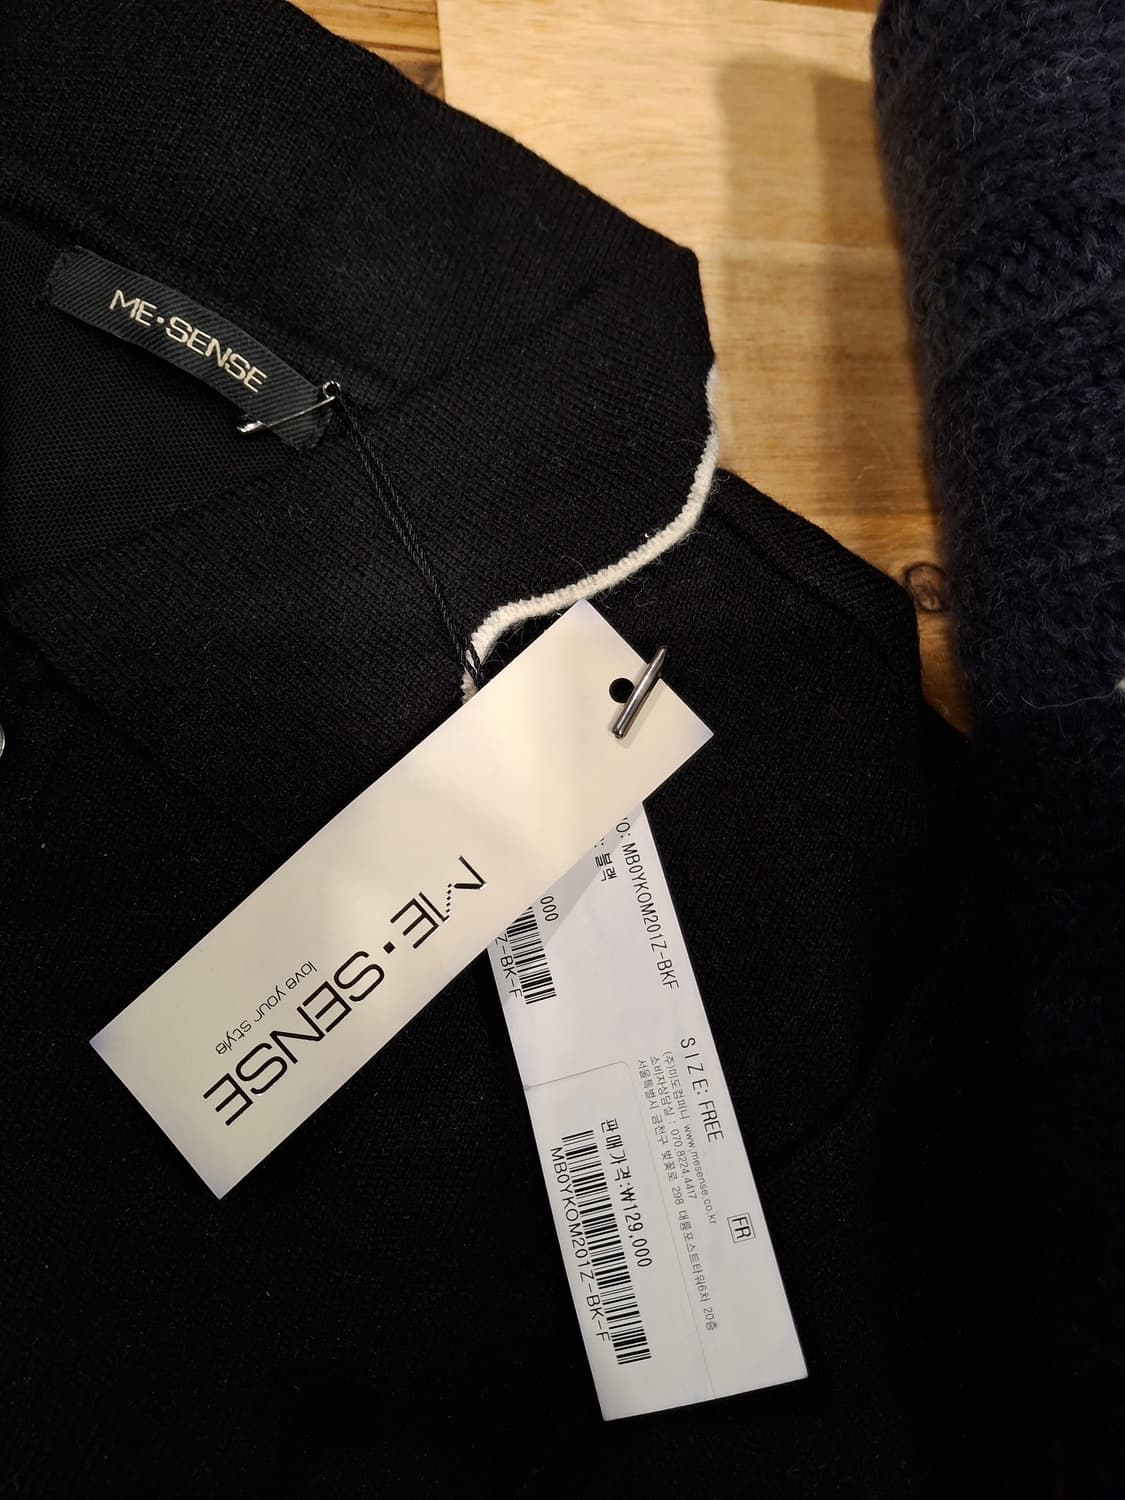 ME·SENSE
ME·SENSE
love your style
O: MB0YKOM201Z-BKF
블랙
SIZE: FREE
000
Z-BK-F
FR
(주)미도컴퍼니 www.mesense.co.kr
소비자상담실 : 070.8224.4417
서울특별시 금천구 벚꽃로 298 대륭포스트타워6차 20층
판매가격:₩129,000
MB0YKOM201Z-BK-F